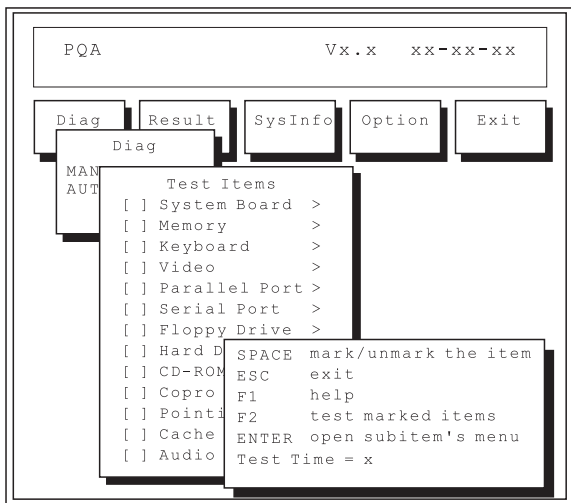 PQA Vx.x xx-xx-xx
Diag Result SysInfo Option Exit
Diag
MAN
AUT
Test Items
[ ] System Board >
[ ] Memory >
[ ] Keyboard >
[ ] Video >
[ ] Parallel Port >
[ ] Serial Port >
[ ] Floppy Drive >
[ ] Hard D
[ ] CD-ROM
[ ] Copro
[ ] Pointi
[ ] Cache
[ ] Audio
SPACE mark/unmark the item
ESC exit
F1 help
F2 test marked items
ENTER open subitem's menu
Test Time = x